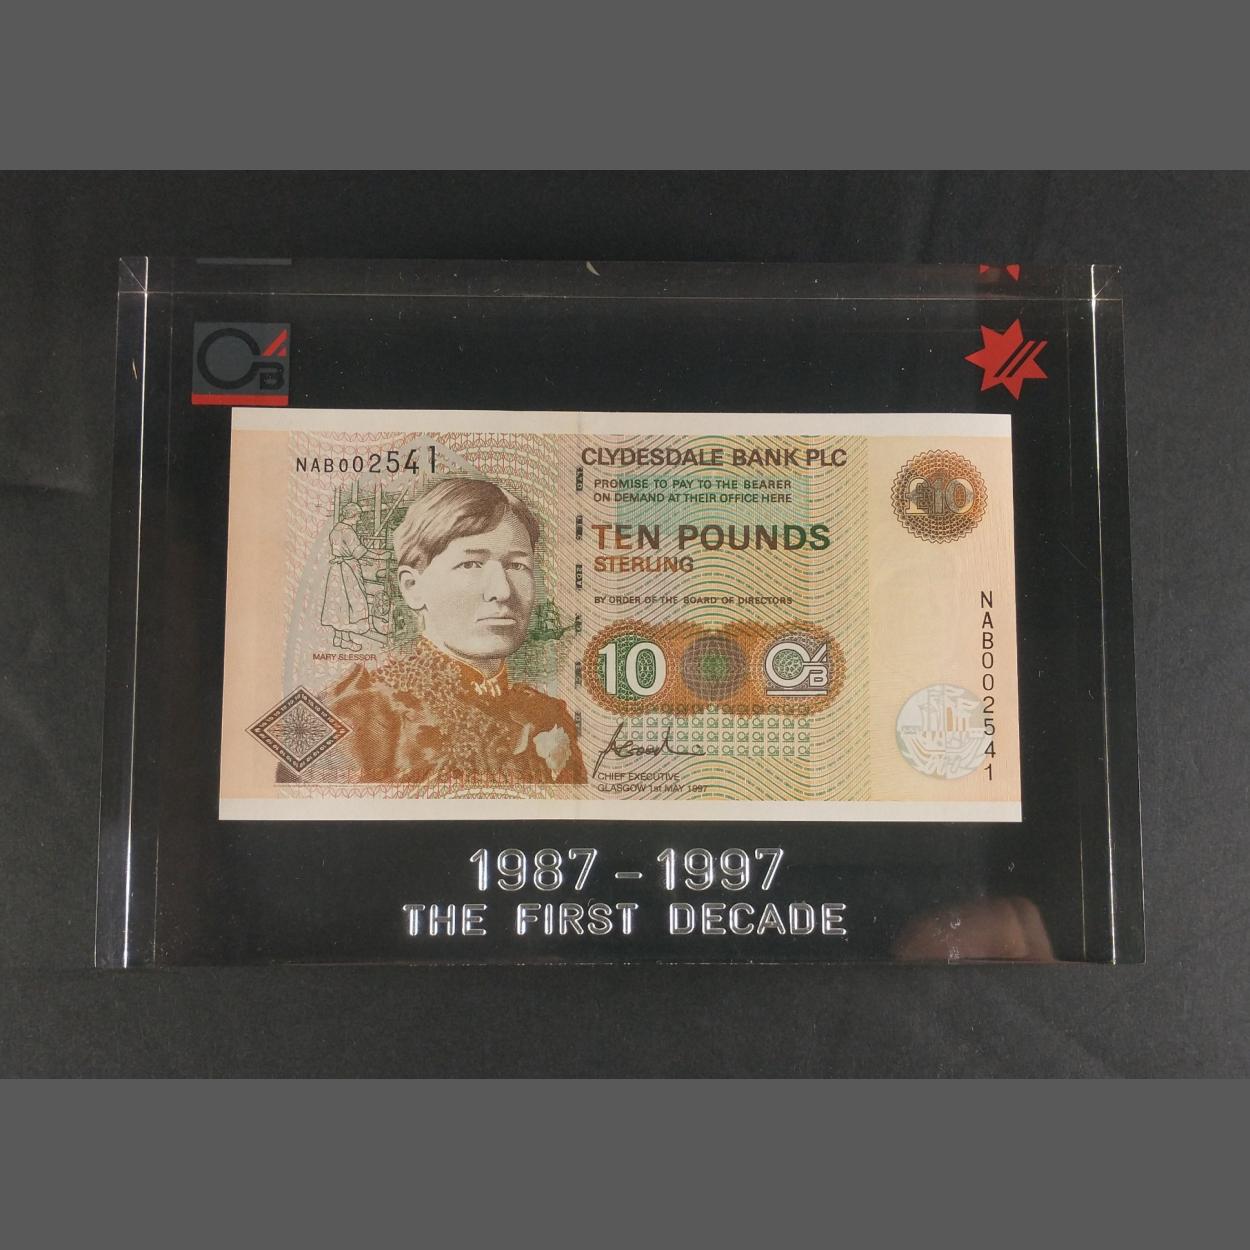 CB
NAB002541
CLYDESDALE BANK PLC
PROMISE TO PAY TO THE BEARER
ON DEMAND AT THEIR OFFICE HERE
TEN POUNDS
STERLING
BY ORDER OF THE BOARD OF DIRECTORS
£10
MARY SLESSOR
10
CB
CHIEF EXECUTIVE
GLASGOW 1st MAY 1997
NAB002541
1987 - 1997
THE FIRST DECADE